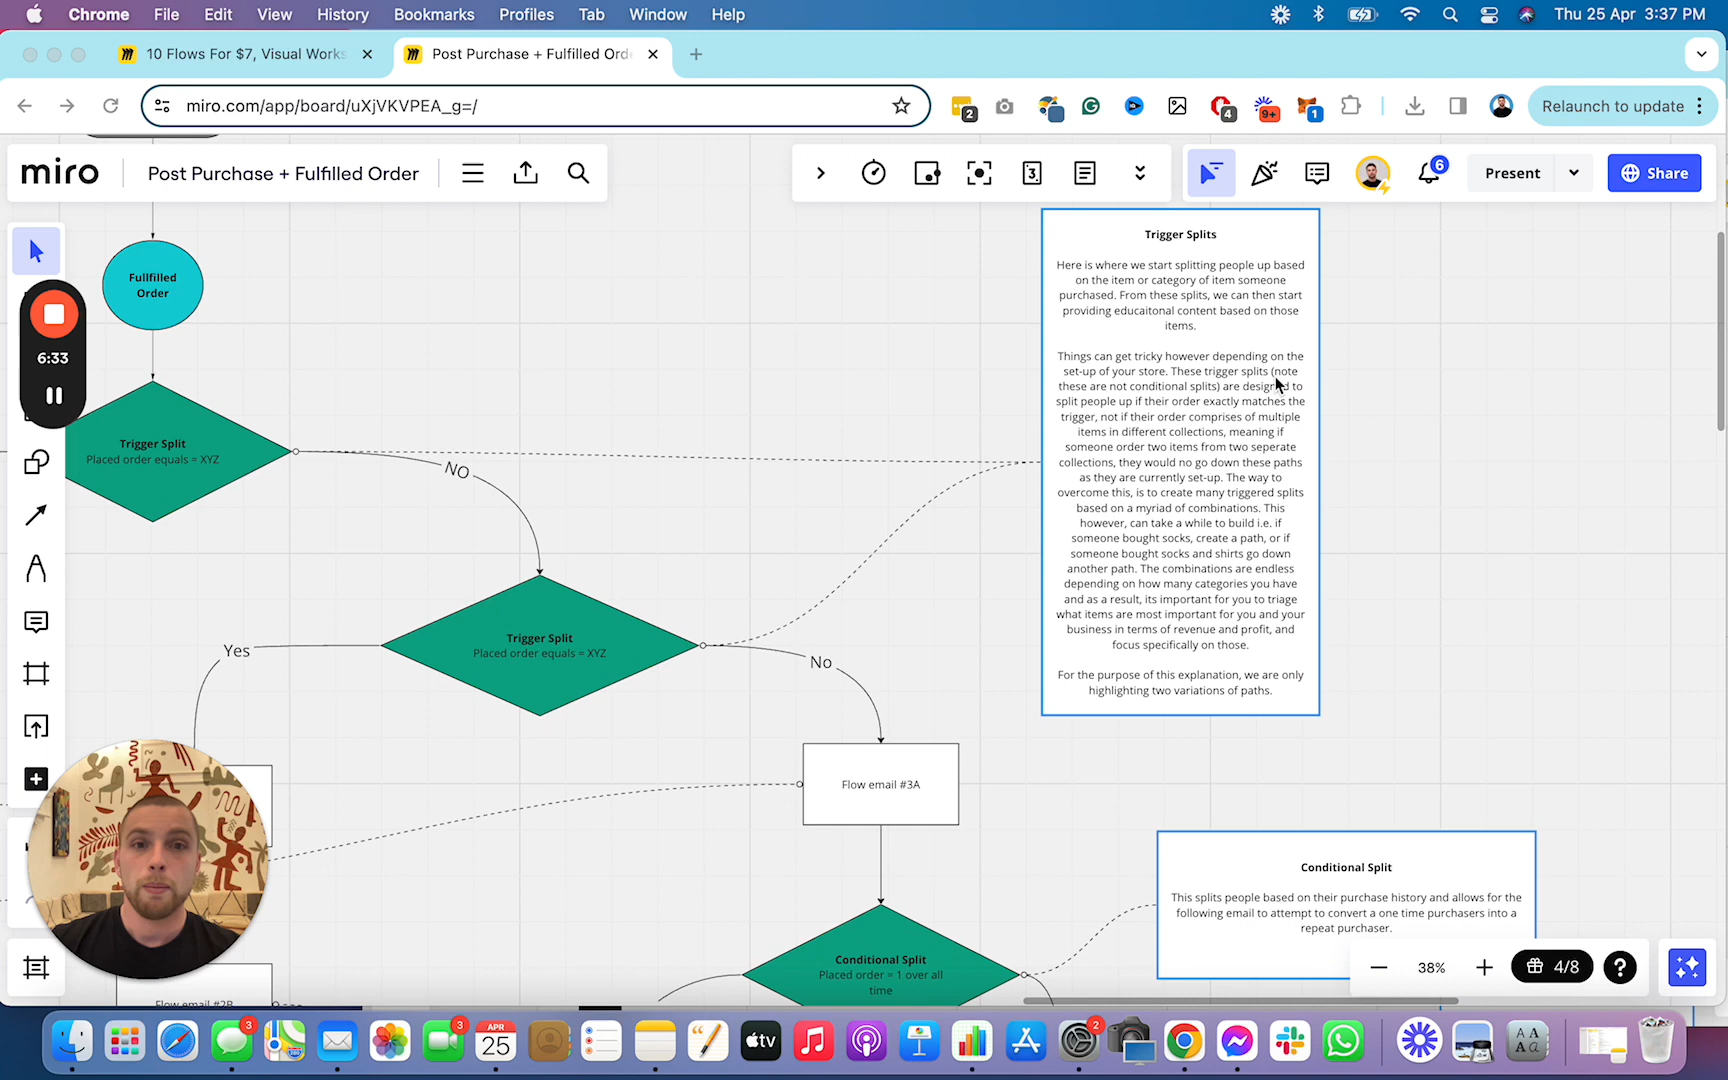 Chrome File Edit View History Bookmarks Profiles Tab Window Help
Thu 25 Apr 3:37 PM
10 Flows For $7, Visual Works
Post Purchase + Fulfilled Orde
miro.com/app/board/uXjVKVPEA_g=/
2
4
9+
1
Relaunch to update
miro
Post Purchase + Fulfilled Order
3
6
Present
Share
Fullfilled
Order
6:33
Trigger Split
Placed order equals = XYZ
NO
Trigger Split
Placed order equals = XYZ
Yes
No
Flow email #3A
Conditional Split
Placed order = 1 over all
time
Flow email #2B
Trigger Splits
Here is where we start splitting people up based
on the item or category of item someone
purchased. From these splits, we can then start
providing educaitonal content based on those
items.
Things can get tricky however depending on the
set-up of your store. These trigger splits (note
these are not conditional splits) are designed to
split people up if their order exactly matches the
trigger, not if their order comprises of multiple
items in different collections, meaning if
someone order two items from two seperate
collections, they would no go down these paths
as they are currently set-up. The way to
overcome this, is to create many triggered splits
based on a myriad of combinations. This
however, can take a while to build i.e. if
someone bought socks, create a path, or if
someone bought socks and shirts go down
another path. The combinations are endless
depending on how many categories you have
and as a result, its important for you to triage
what items are most important for you and your
business in terms of revenue and profit, and
focus specifically on those.
For the purpose of this explanation, we are only
highlighting two variations of paths.
Conditional Split
This splits people based on their purchase history and allows for the
following email to attempt to convert a one time purchasers into a
repeat purchaser.
38%
4/8
?
3
3
APR
25
tv
2
A A
A a